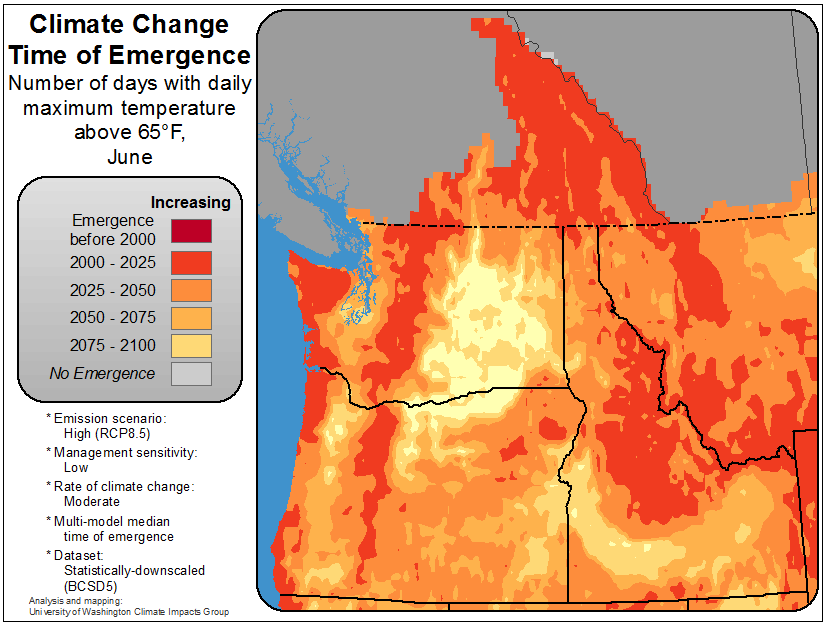 Climate Change
Time of Emergence
Number of days with daily
maximum temperature
above 65°F,
June
Increasing
Emergence
before 2000
2000 - 2025
2025 - 2050
2050 - 2075
2075 - 2100
No Emergence
* Emission scenario:
High (RCP8.5)
* Management sensitivity:
Low
* Rate of climate change:
Moderate
* Multi-model median
time of emergence
* Dataset:
Statistically-downscaled
(BCSD5)
Analysis and mapping:
University of Washington Climate Impacts Group